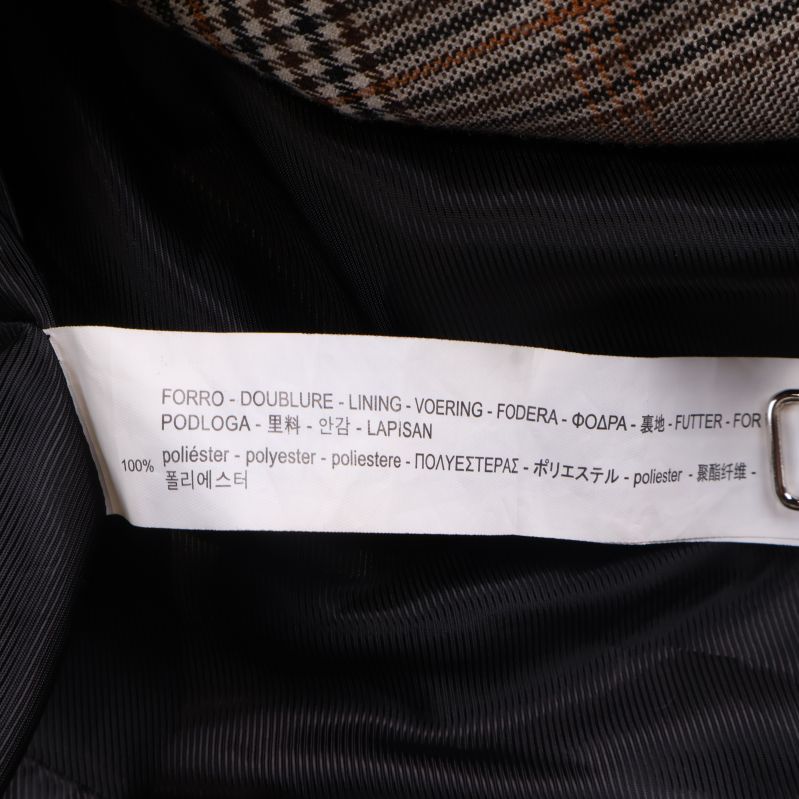 FORRO - DOUBLURE - LINING - VOERING - FODERA - ΦΟΔΡΑ - 裏地 - FUTTER - FOR
PODLOGA - 里料 - 안감 - LAPISAN
100% poliéster - polyester - poliestere - ΠΟΛΥΕΣΤΕΡΑΣ - ポリエステル - poliester - 聚酯纤维 -
폴리에스터